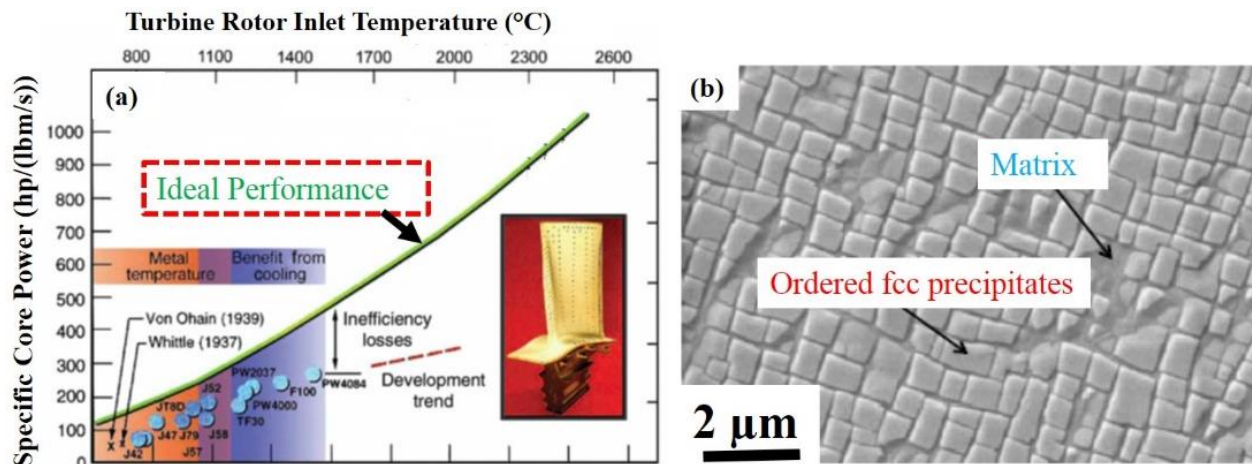 Turbine Rotor Inlet Temperature (°C)
800 1100 1400 1700 2000 2300 2600
Specific Core Power (hp/(lbm/s))
(a)
1000
900
800
700
600
500
400
300
200
100
0
Ideal Performance
Metal
temperature
Benefit from
cooling
Von Ohain (1939)
Whittle (1937)
Inefficiency
losses
Development
trend
PW2037
J52
JT8D
F100
PW4084
PW4000
TF30
J42
J47
J79
J58
J57
x x
(b)
Matrix
Ordered fcc precipitates
2 µm